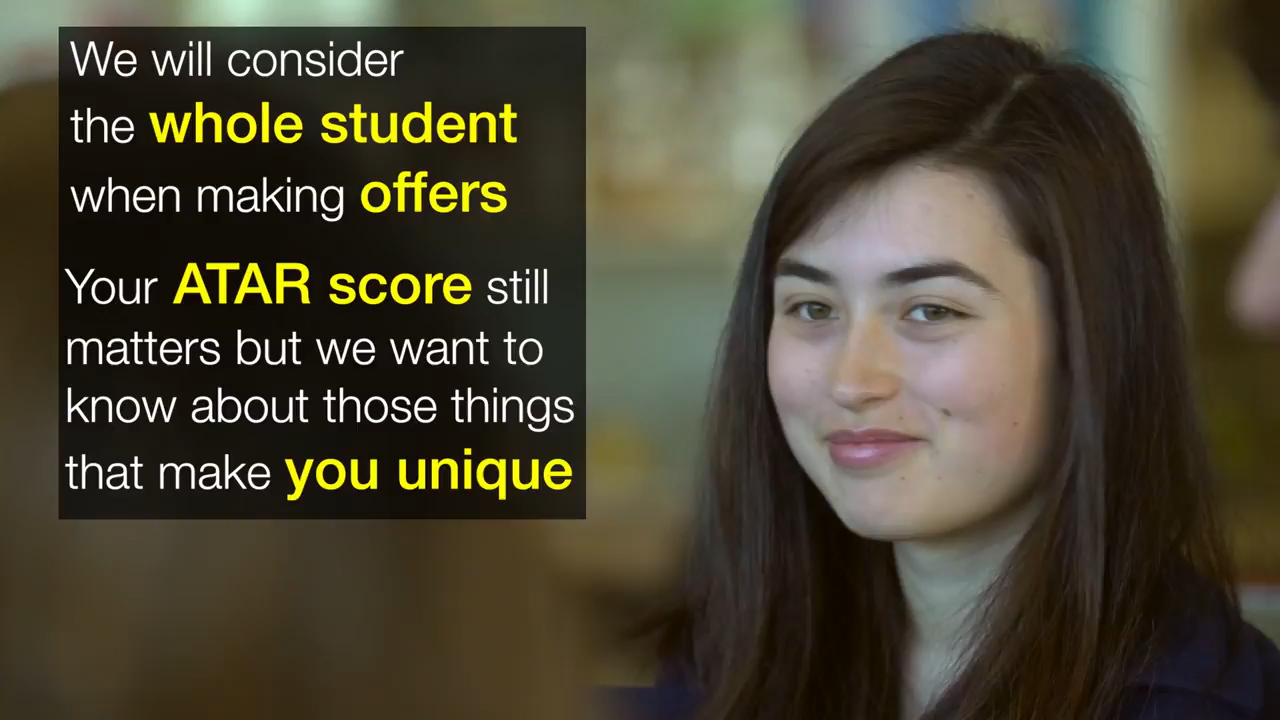 We will consider
the whole student
when making offers
Your ATAR score still
matters but we want to
know about those things
that make you unique